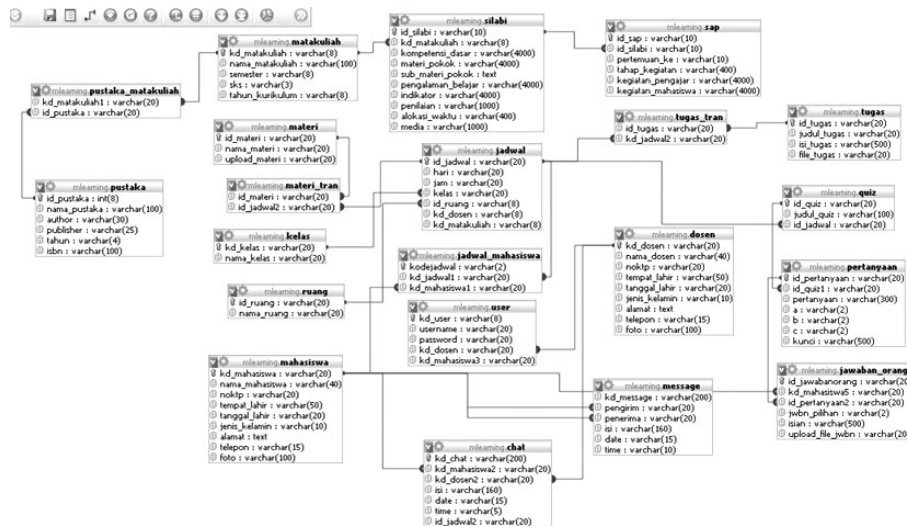 mlearning.matakuliah
kd_matakuliah : varchar(8)
nama_matakuliah : varchar(100)
semester : varchar(8)
sks : varchar(3)
tahun_kurikulum : varchar(8)
mlearning.silabi
id_silabi : varchar(10)
kd_matakuliah : varchar(8)
kompetensi_dasar : varchar(4000)
materi_pokok : varchar(4000)
sub_materi_pokok : text
pengalaman_belajar : varchar(4000)
indikator : varchar(4000)
penilaian : varchar(1000)
alokasi_waktu : varchar(400)
media : varchar(1000)
mlearning.sap
id_sap : varchar(10)
id_silabi : varchar(10)
pertemuan_ke : varchar(10)
tahap_kegiatan : varchar(400)
kegiatan_pengajar : varchar(4000)
kegiatan_mahasiswa : varchar(4000)
mlearning.pustaka_matakuliah
kd_matakuliah1 : varchar(20)
id_pustaka : varchar(20)
mlearning.materi
id_materi : varchar(20)
nama_materi : varchar(20)
upload_materi : varchar(20)
mlearning.tugas_tran
id_tugas : varchar(20)
kd_jadwal2 : varchar(20)
mlearning.tugas
id_tugas : varchar(20)
judul_tugas : varchar(20)
isi_tugas : varchar(500)
file_tugas : varchar(20)
mlearning.jadwal
id_jadwal : varchar(20)
hari : varchar(20)
jam : varchar(20)
kelas : varchar(20)
id_ruang : varchar(8)
kd_dosen : varchar(8)
kd_matakuliah : varchar(8)
mlearning.pustaka
id_pustaka : int(8)
nama_pustaka : varchar(100)
author : varchar(30)
publisher : varchar(25)
tahun : varchar(4)
isbn : varchar(100)
mlearning.materi_tran
id_materi : varchar(20)
id_jadwal2 : varchar(20)
mlearning.quiz
id_quiz : varchar(20)
judul_quiz : varchar(100)
id_jadwal : varchar(20)
mlearning.kelas
kd_kelas : varchar(20)
nama_kelas : varchar(20)
mlearning.dosen
kd_dosen : varchar(20)
nama_dosen : varchar(40)
noktp : varchar(20)
tempat_lahir : varchar(50)
tanggal_lahir : varchar(20)
jenis_kelamin : varchar(10)
alamat : text
telepon : varchar(15)
foto : varchar(100)
mlearning.jadwal_mahasiswa
kodejadwal : varchar(2)
kd_jadwal1 : varchar(20)
kd_mahasiswa1 : varchar(20)
mlearning.pertanyaan
id_pertanyaan : varchar(20)
id_quiz1 : varchar(20)
pertanyaan : varchar(300)
a : varchar(2)
b : varchar(2)
c : varchar(2)
kunci : varchar(500)
mlearning.ruang
id_ruang : varchar(20)
nama_ruang : varchar(20)
mlearning.user
kd_user : varchar(8)
username : varchar(20)
password : varchar(20)
kd_dosen : varchar(20)
kd_mahasiswa3 : varchar(20)
mlearning.mahasiswa
kd_mahasiswa : varchar(20)
nama_mahasiswa : varchar(40)
noktp : varchar(20)
tempat_lahir : varchar(50)
tanggal_lahir : varchar(20)
jenis_kelamin : varchar(10)
alamat : text
telepon : varchar(15)
foto : varchar(100)
mlearning.message
kd_message : varchar(200)
pengirim : varchar(20)
penerima : varchar(20)
isi : varchar(160)
date : varchar(15)
time : varchar(10)
mlearning.jawaban_orang
id_jawabanorang : varchar(20
kd_mahasiswa5 : varchar(20)
id_pertanyaan2 : varchar(20)
jwbn_pilihan : varchar(2)
isian : varchar(500)
upload_file_jwbn : varchar(20
mlearning.chat
kd_chat : varchar(200)
kd_mahasiswa2 : varchar(20)
kd_dosen2 : varchar(20)
isi : varchar(160)
date : varchar(15)
time : varchar(5)
id_jadwal2 : varchar(20)